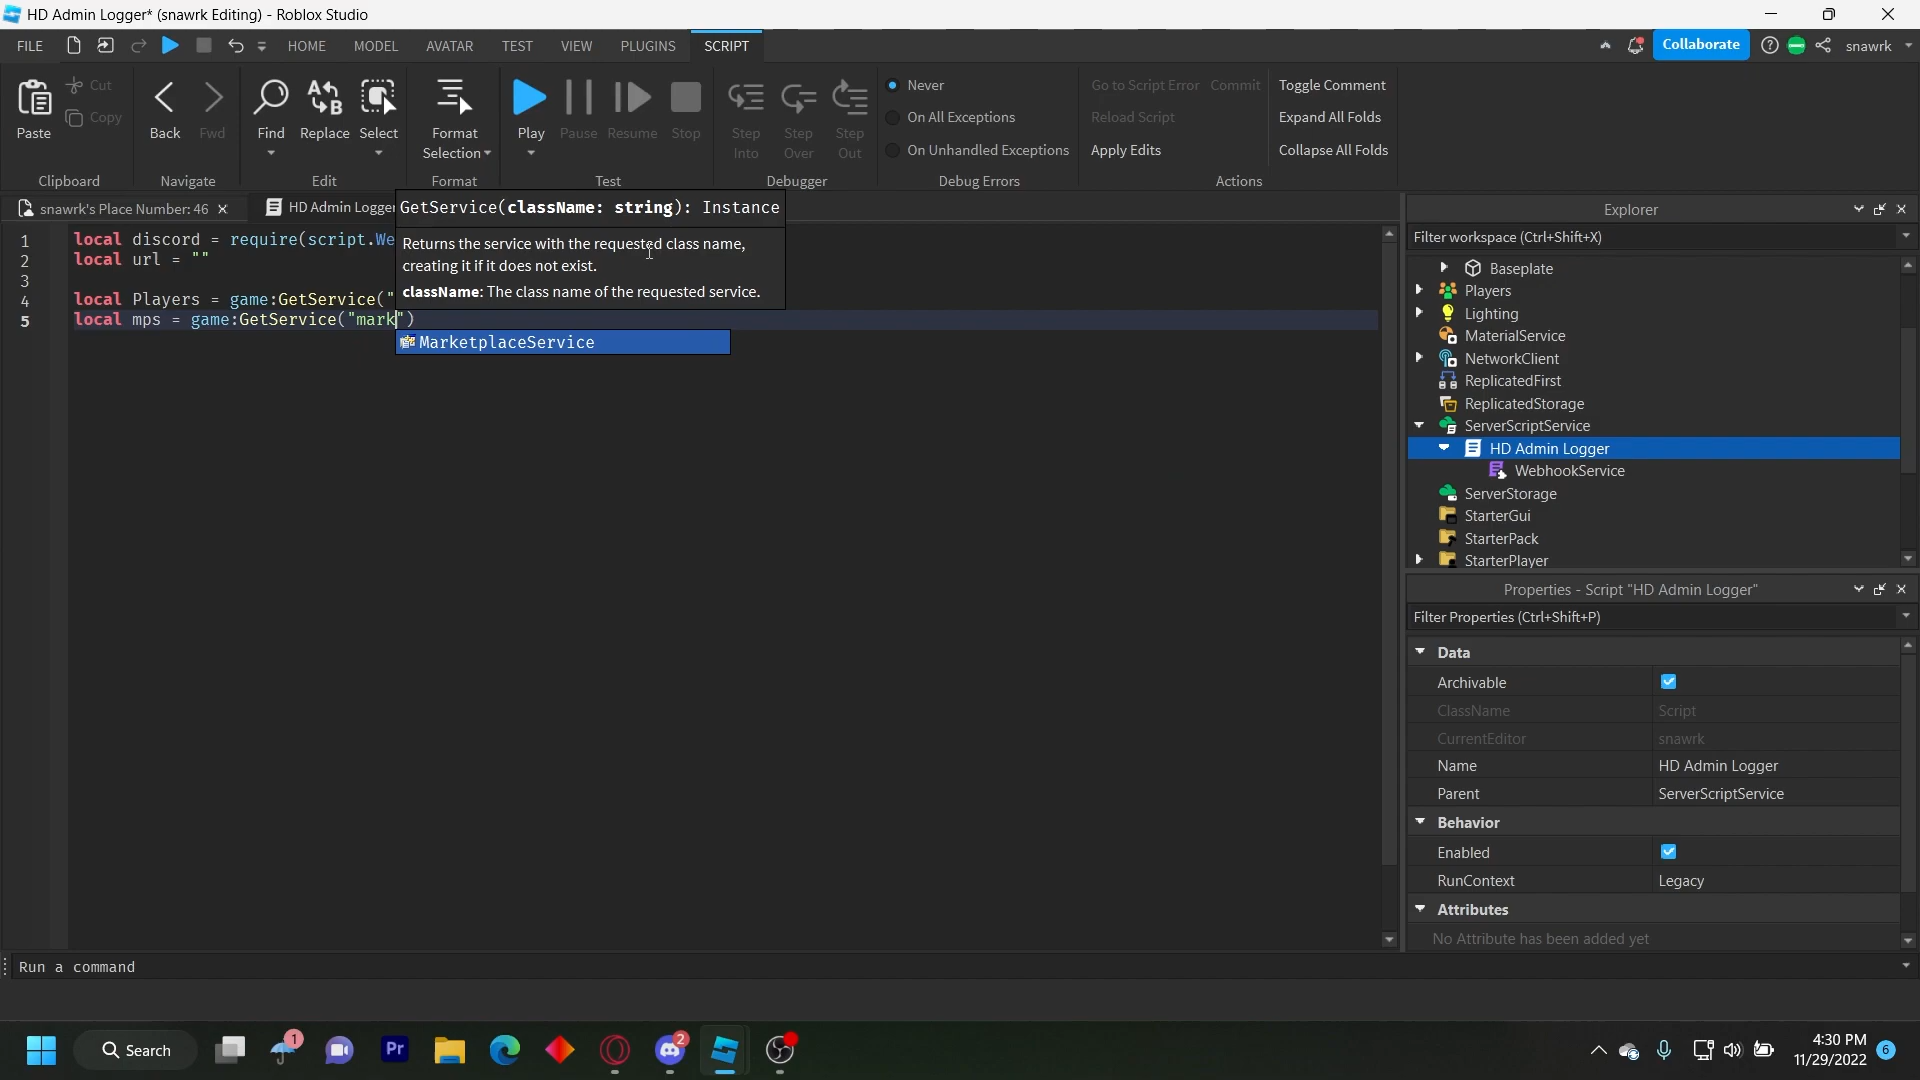 HD Admin Logger* (snawrk Editing) - Roblox Studio
FILE HOME MODEL AVATAR TEST VIEW PLUGINS SCRIPT Collaborate snawrk
Paste Cut Copy
Clipboard
Back Fwd
Navigate
Find Replace Select
Edit
Format Selection
Format
Play Pause Resume Stop
Test
Step Into Step Over Step Out
Debugger
Never
On All Exceptions
On Unhandled Exceptions
Debug Errors
Go to Script Error Commit
Reload Script
Apply Edits
Toggle Comment
Expand All Folds
Collapse All Folds
Actions
snawrk's Place Number: 46
HD Admin Logger
GetService(className: string): Instance
Returns the service with the requested class name,
creating it if it does not exist.
className: The class name of the requested service.
1 local discord = require(script.We
2 local url = ""
3
4 local Players = game:GetService("
5 local mps = game:GetService("mark")
MarketplaceService
Explorer
Filter workspace (Ctrl+Shift+X)
Baseplate
Players
Lighting
MaterialService
NetworkClient
ReplicatedFirst
ReplicatedStorage
ServerScriptService
HD Admin Logger
WebhookService
ServerStorage
StarterGui
StarterPack
StarterPlayer
Properties - Script "HD Admin Logger"
Filter Properties (Ctrl+Shift+P)
Data
Archivable
ClassName Script
CurrentEditor snawrk
Name HD Admin Logger
Parent ServerScriptService
Behavior
Enabled
RunContext Legacy
Attributes
No Attribute has been added yet
Run a command
Search
1
Pr
2
4:30 PM
11/29/2022
6